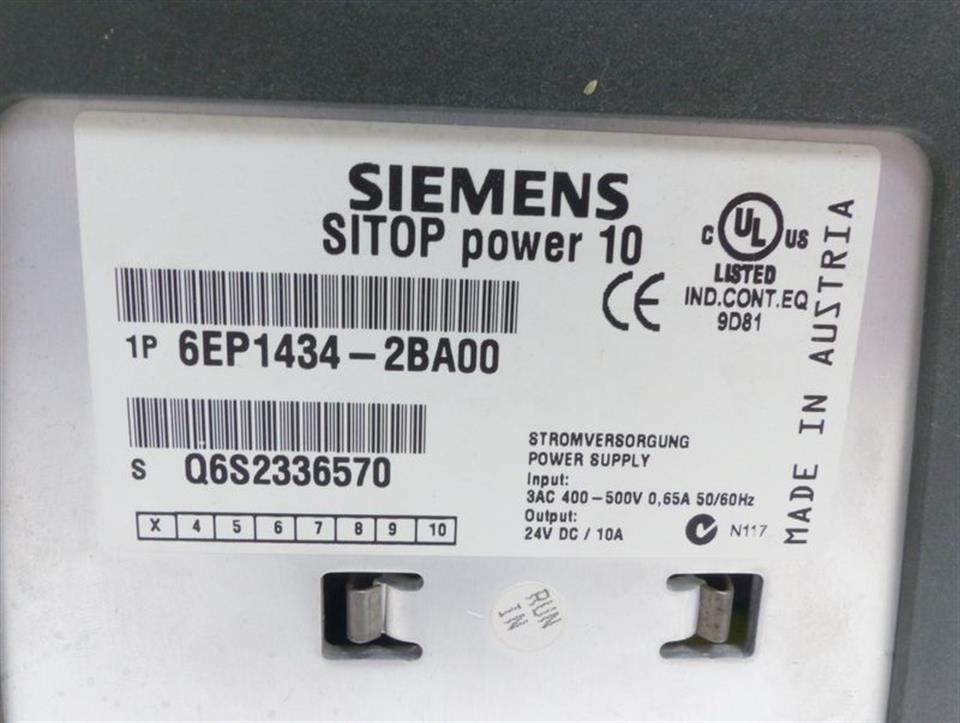 SIEMENS
SITOP power 10
C UL US
LISTED
IND.CONT.EQ
9D81
CE
1P 6EP1434-2BA00
S Q6S2336570
X 4 5 6 7 8 9 10
STROMVERSORGUNG
POWER SUPPLY
Input:
3AC 400-500V 0,65A 50/60Hz
Output:
24V DC / 10A
N117
MADE IN AUSTRIA